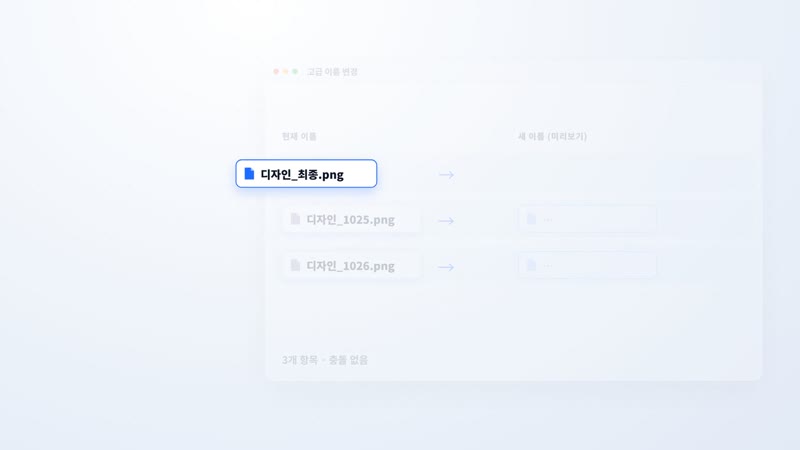 고급 이름 변경
현재 이름
새 이름 (미리보기)
디자인_최종.png
→
디자인_1025.png → ...
디자인_1026.png → ...
3개 항목 · 충돌 없음